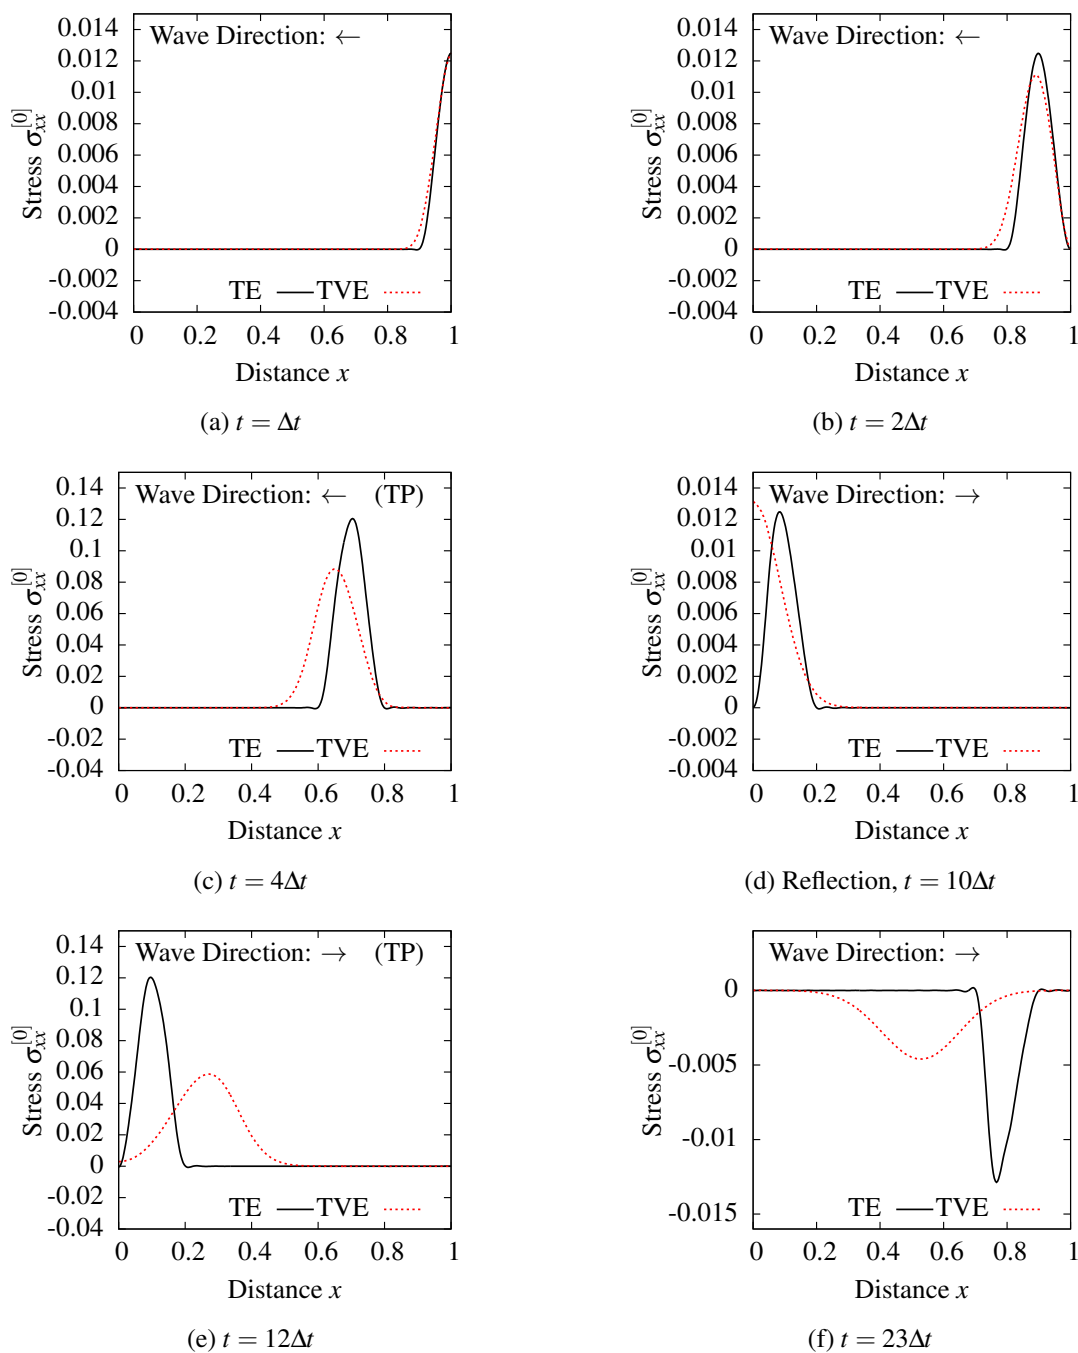 Wave Direction: ←
Stress σ_xx^[0]
0.014
0.012
0.01
0.008
0.006
0.004
0.002
0
-0.002
-0.004
TE
TVE
0 0.2 0.4 0.6 0.8 1
Distance x
(a) t = Δt
Wave Direction: ←
Stress σ_xx^[0]
0.014
0.012
0.01
0.008
0.006
0.004
0.002
0
-0.002
-0.004
TE
TVE
0 0.2 0.4 0.6 0.8 1
Distance x
(b) t = 2Δt
Wave Direction: ← (TP)
Stress σ_xx^[0]
0.14
0.12
0.1
0.08
0.06
0.04
0.02
0
-0.02
-0.04
TE
TVE
0 0.2 0.4 0.6 0.8 1
Distance x
(c) t = 4Δt
Wave Direction: →
Stress σ_xx^[0]
0.014
0.012
0.01
0.008
0.006
0.004
0.002
0
-0.002
-0.004
TE
TVE
0 0.2 0.4 0.6 0.8 1
Distance x
(d) Reflection, t = 10Δt
Wave Direction: → (TP)
Stress σ_xx^[0]
0.14
0.12
0.1
0.08
0.06
0.04
0.02
0
-0.02
-0.04
TE
TVE
0 0.2 0.4 0.6 0.8 1
Distance x
(e) t = 12Δt
Wave Direction: →
Stress σ_xx^[0]
0
-0.005
-0.01
-0.015
TE
TVE
0 0.2 0.4 0.6 0.8 1
Distance x
(f) t = 23Δt